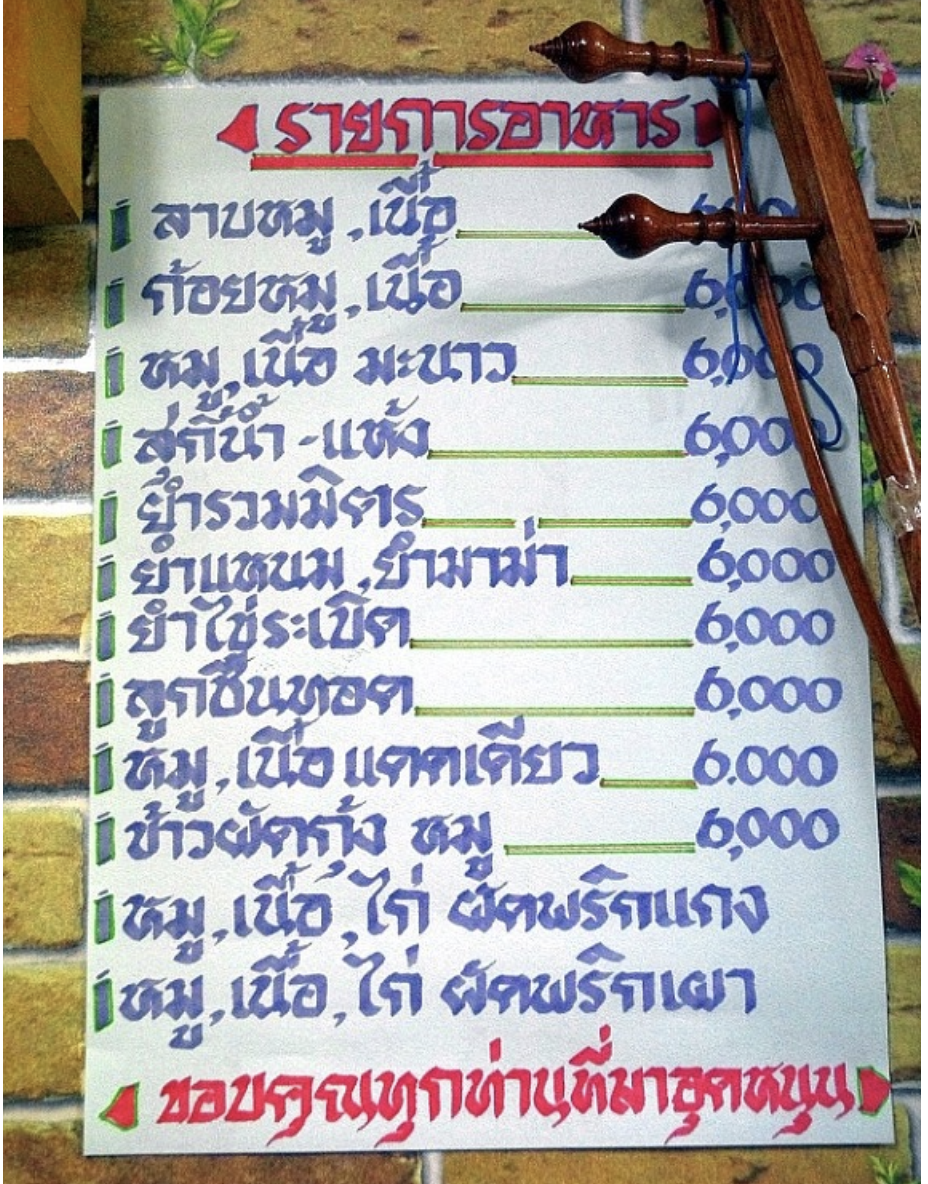 รายการอาหาร
ลาบหมู ,เนื้อ 6,000
ก้อยหมู ,เนื้อ 6,000
หมู,เนื้อ มะนาว 6,000
สุกี้น้ำ -แห้ง 6,000
ยำรวมมิตร 6,000
ยำแหนม ,ยำมาม่า 6,000
ยำไข่ระเบิด 6,000
ลูกชิ้นทอด 6,000
หมู ,เนื้อ แดดเดียว 6.000
ข้าวผัดกุ้ง หมู 6,000
หมู,เนื้อ,ไก่ ผัดพริกแกง
หมู,เนื้อ,ไก่ ผัดพริกเผา
ขอบคุณทุกท่านที่มาอุดหนุน